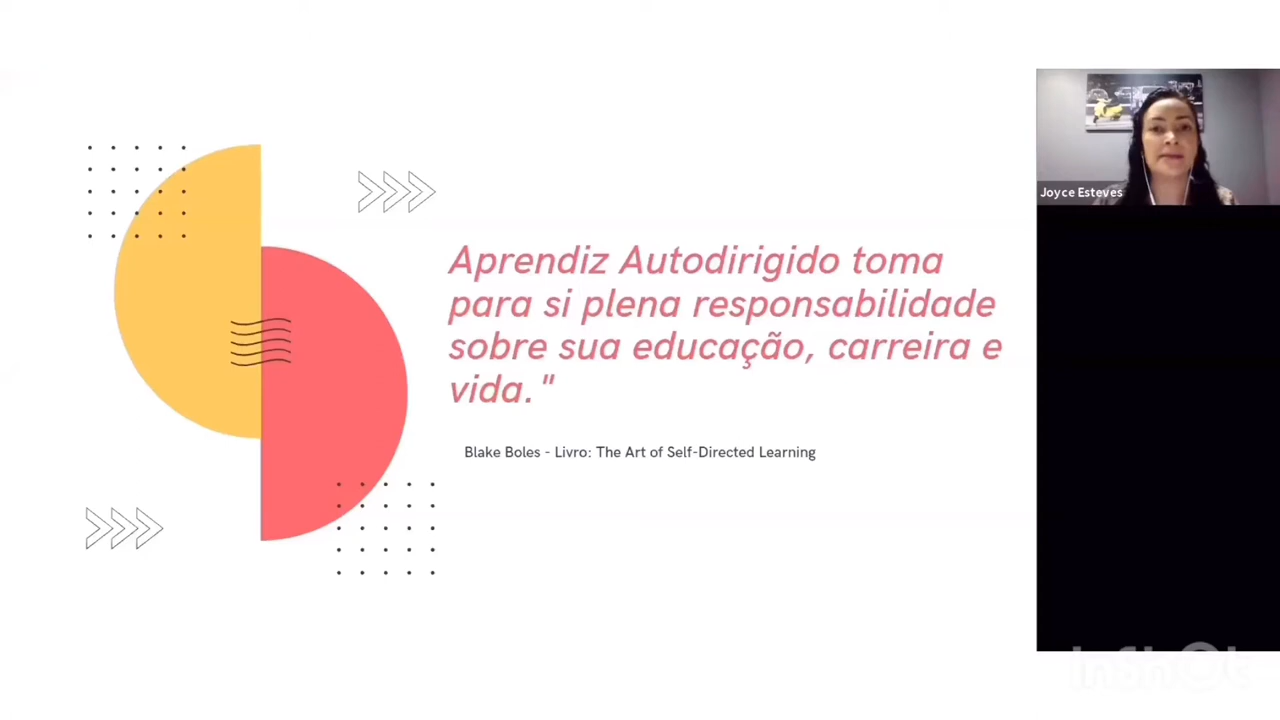 Aprendiz Autodirigido toma
para si plena responsabilidade
sobre sua educação, carreira e
vida."
Blake Boles - Livro: The Art of Self-Directed Learning
Joyce Esteves
InShOt